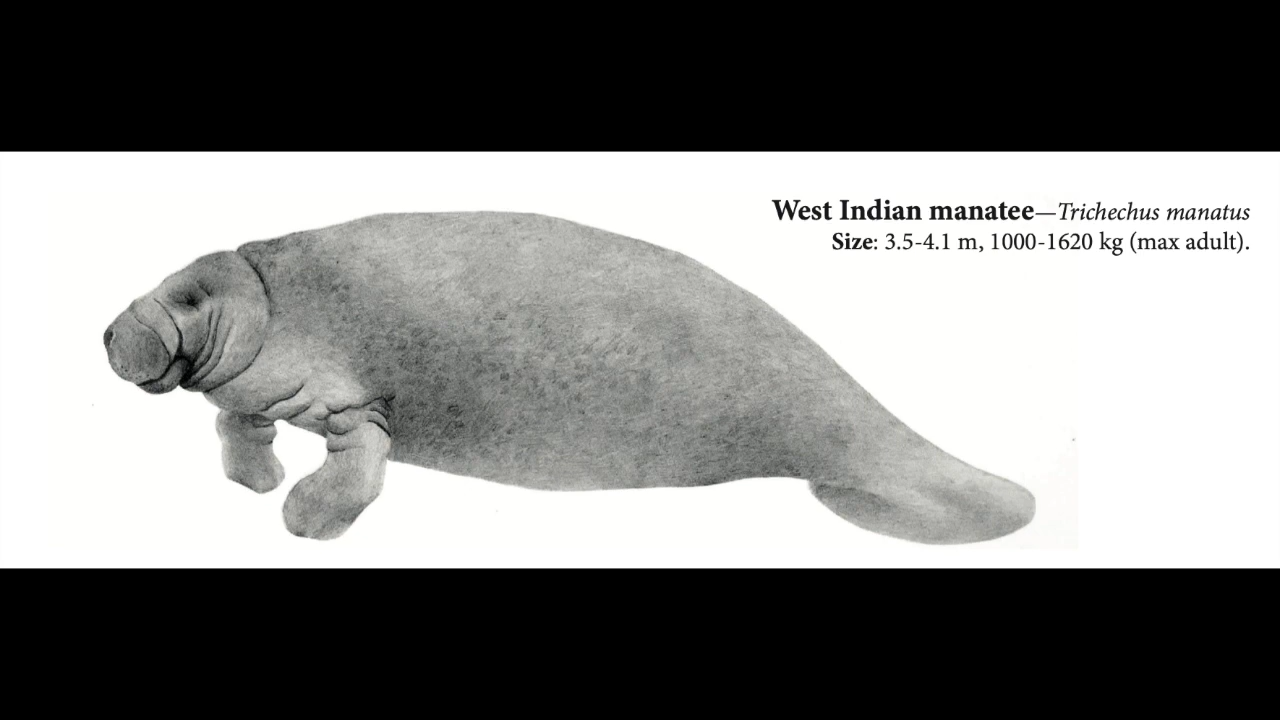 West Indian manatee—Trichechus manatus
Size: 3.5-4.1 m, 1000-1620 kg (max adult).